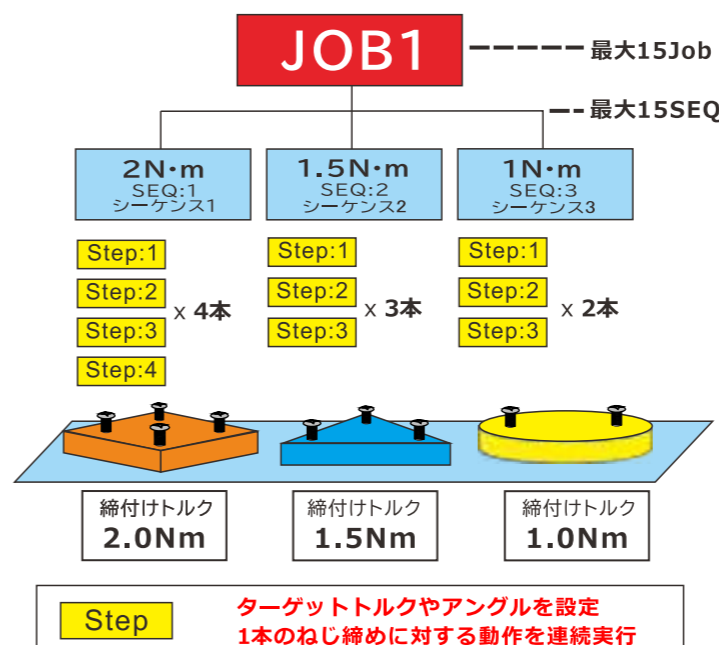 JOB1
最大15Job
最大15SEQ
2N·m
SEQ:1
シーケンス1
1.5N·m
SEQ:2
シーケンス2
1N·m
SEQ:3
シーケンス3
Step:1
Step:2
Step:3
Step:4
x 4本
Step:1
Step:2
Step:3
x 3本
Step:1
Step:2
Step:3
x 2本
締付けトルク
2.0Nm
締付けトルク
1.5Nm
締付けトルク
1.0Nm
Step
ターゲットトルクやアングルを設定
1本のねじ締めに対する動作を連続実行